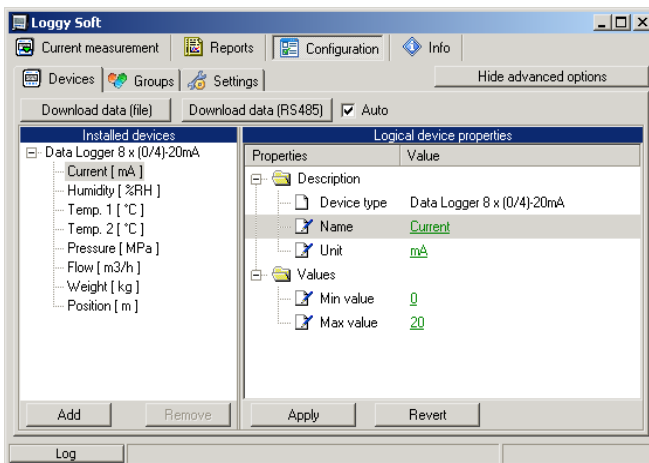 Loggy Soft
Current measurement Reports Configuration Info
Devices Groups Settings Hide advanced options
Download data (file) Download data (RS485) Auto
Installed devices
Data Logger 8 x (0/4)-20mA
Current [ mA ]
Humidity [ %RH ]
Temp. 1 [ °C ]
Temp. 2 [ °C ]
Pressure [ MPa ]
Flow [ m3/h ]
Weight [ kg ]
Position [ m ]
Add Remove
Logical device properties
Properties Value
Description
Device type Data Logger 8 x (0/4)-20mA
Name Current
Unit mA
Values
Min value 0
Max value 20
Apply Revert
Log